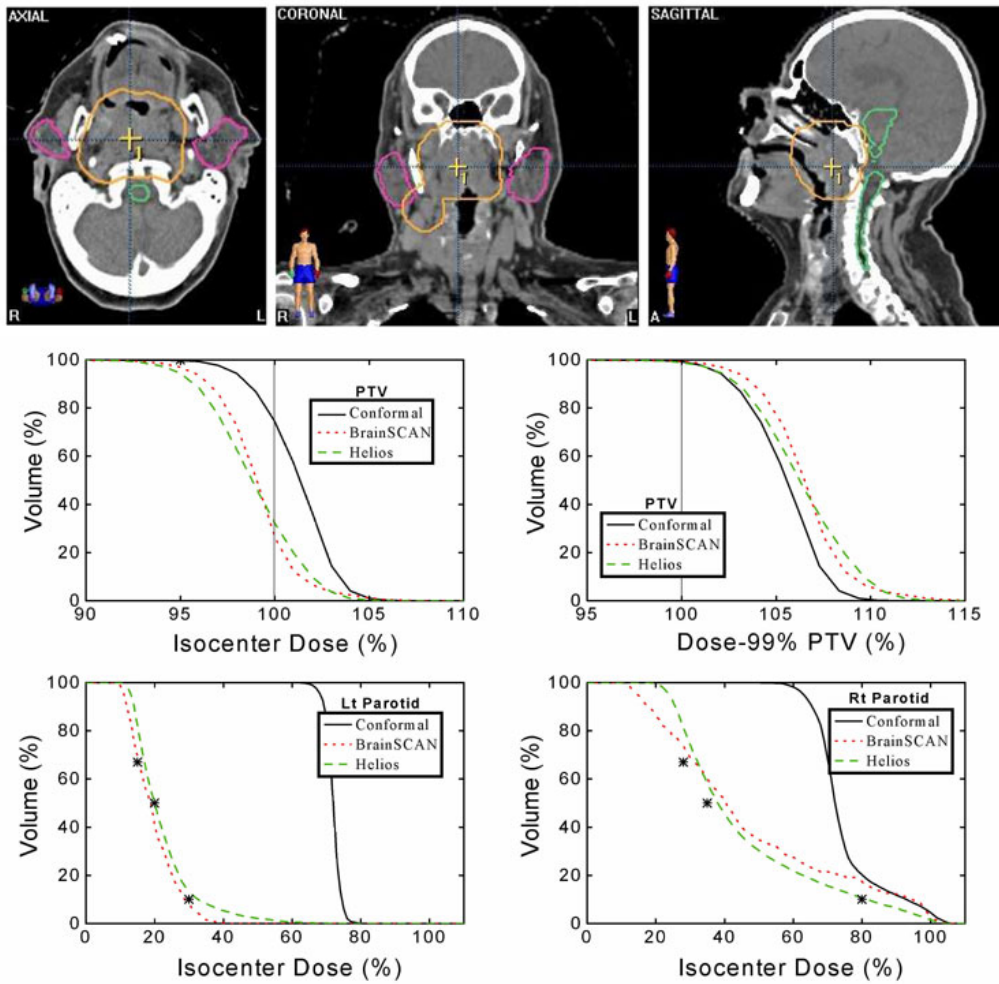 AXIAL
CORONAL
SAGITTAL
1
1
1
R
L
R
L
A
100
80
60
40
20
0
Volume (%)
PTV
Conformal
BrainSCAN
Helios
90
95
100
105
110
Isocenter Dose (%)
100
80
60
40
20
0
Volume (%)
PTV
Conformal
BrainSCAN
Helios
95
100
105
110
115
Dose-99% PTV (%)
100
80
60
40
20
0
Volume (%)
Lt Parotid
Conformal
BrainSCAN
Helios
0
20
40
60
80
100
Isocenter Dose (%)
100
80
60
40
20
0
Volume (%)
Rt Parotid
Conformal
BrainSCAN
Helios
0
20
40
60
80
100
Isocenter Dose (%)